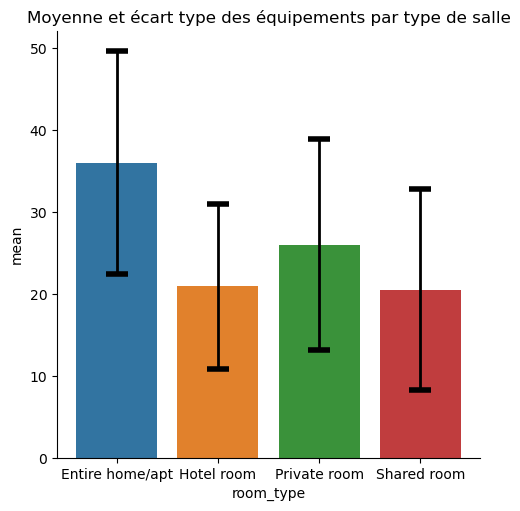 Moyenne et écart type des équipements par type de salle
50
40
30
20
10
0
mean
Entire home/apt Hotel room Private room Shared room
room_type